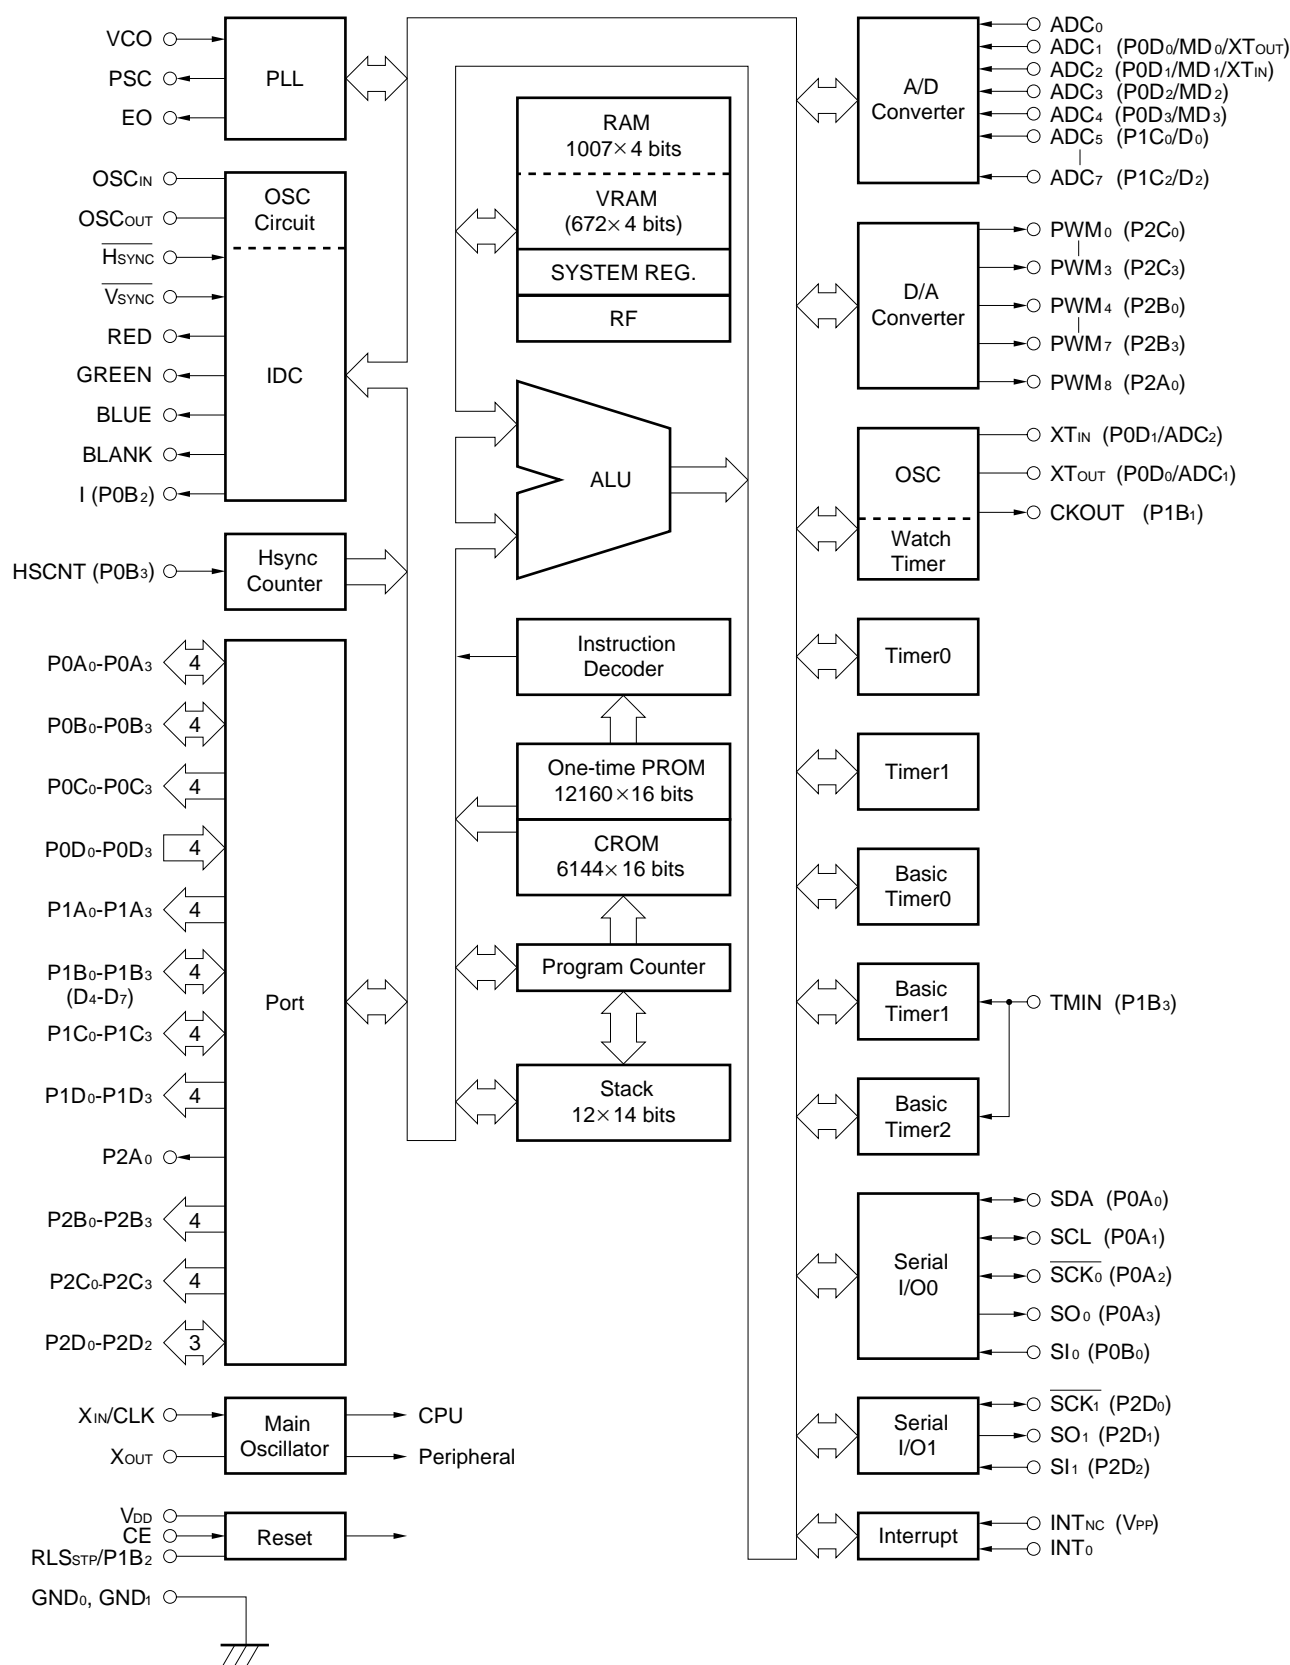 VCO
PSC
EO
PLL
OSCIN
OSCOUT
HSYNC
VSYNC
RED
GREEN
BLUE
BLANK
I (P0B2)
OSC
Circuit
IDC
HSCNT (P0B3)
Hsync
Counter
P0A0-P0A3
4
P0B0-P0B3
4
P0C0-P0C3
4
P0D0-P0D3
4
P1A0-P1A3
4
P1B0-P1B3
(D4-D7)
4
P1C0-P1C3
4
P1D0-P1D3
4
P2A0
P2B0-P2B3
4
P2C0-P2C3
4
P2D0-P2D2
3
Port
XIN/CLK
XOUT
Main
Oscillator
CPU
Peripheral
VDD
CE
RLSSTP/P1B2
Reset
GND0, GND1
RAM
1007×4 bits
VRAM
(672×4 bits)
SYSTEM REG.
RF
ALU
Instruction
Decoder
One-time PROM
12160×16 bits
CROM
6144×16 bits
Program Counter
Stack
12×14 bits
A/D
Converter
ADC0
ADC1 (P0D0/MD0/XTOUT)
ADC2 (P0D1/MD1/XTIN)
ADC3 (P0D2/MD2)
ADC4 (P0D3/MD3)
ADC5 (P1C0/D0)
ADC7 (P1C2/D2)
D/A
Converter
PWM0 (P2C0)
PWM3 (P2C3)
PWM4 (P2B0)
PWM7 (P2B3)
PWM8 (P2A0)
OSC
Watch
Timer
XTIN (P0D1/ADC2)
XTOUT (P0D0/ADC1)
CKOUT (P1B1)
Timer0
Timer1
Basic
Timer0
Basic
Timer1
TMIN (P1B3)
Basic
Timer2
Serial
I/O0
SDA (P0A0)
SCL (P0A1)
SCK0 (P0A2)
SO0 (P0A3)
SI0 (P0B0)
Serial
I/O1
SCK1 (P2D0)
SO1 (P2D1)
SI1 (P2D2)
Interrupt
INTNC (VPP)
INT0